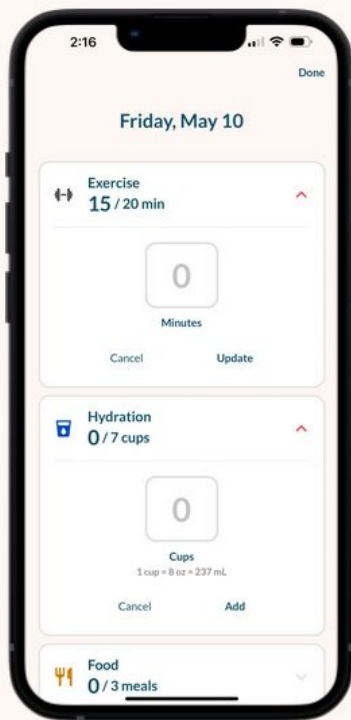 2:16
Done
Friday, May 10
Exercise
15 / 20 min
0
Minutes
Cancel Update
Hydration
0 / 7 cups
0
Cups
1 cup = 8 oz = 237 mL
Cancel Add
Food
0 / 3 meals